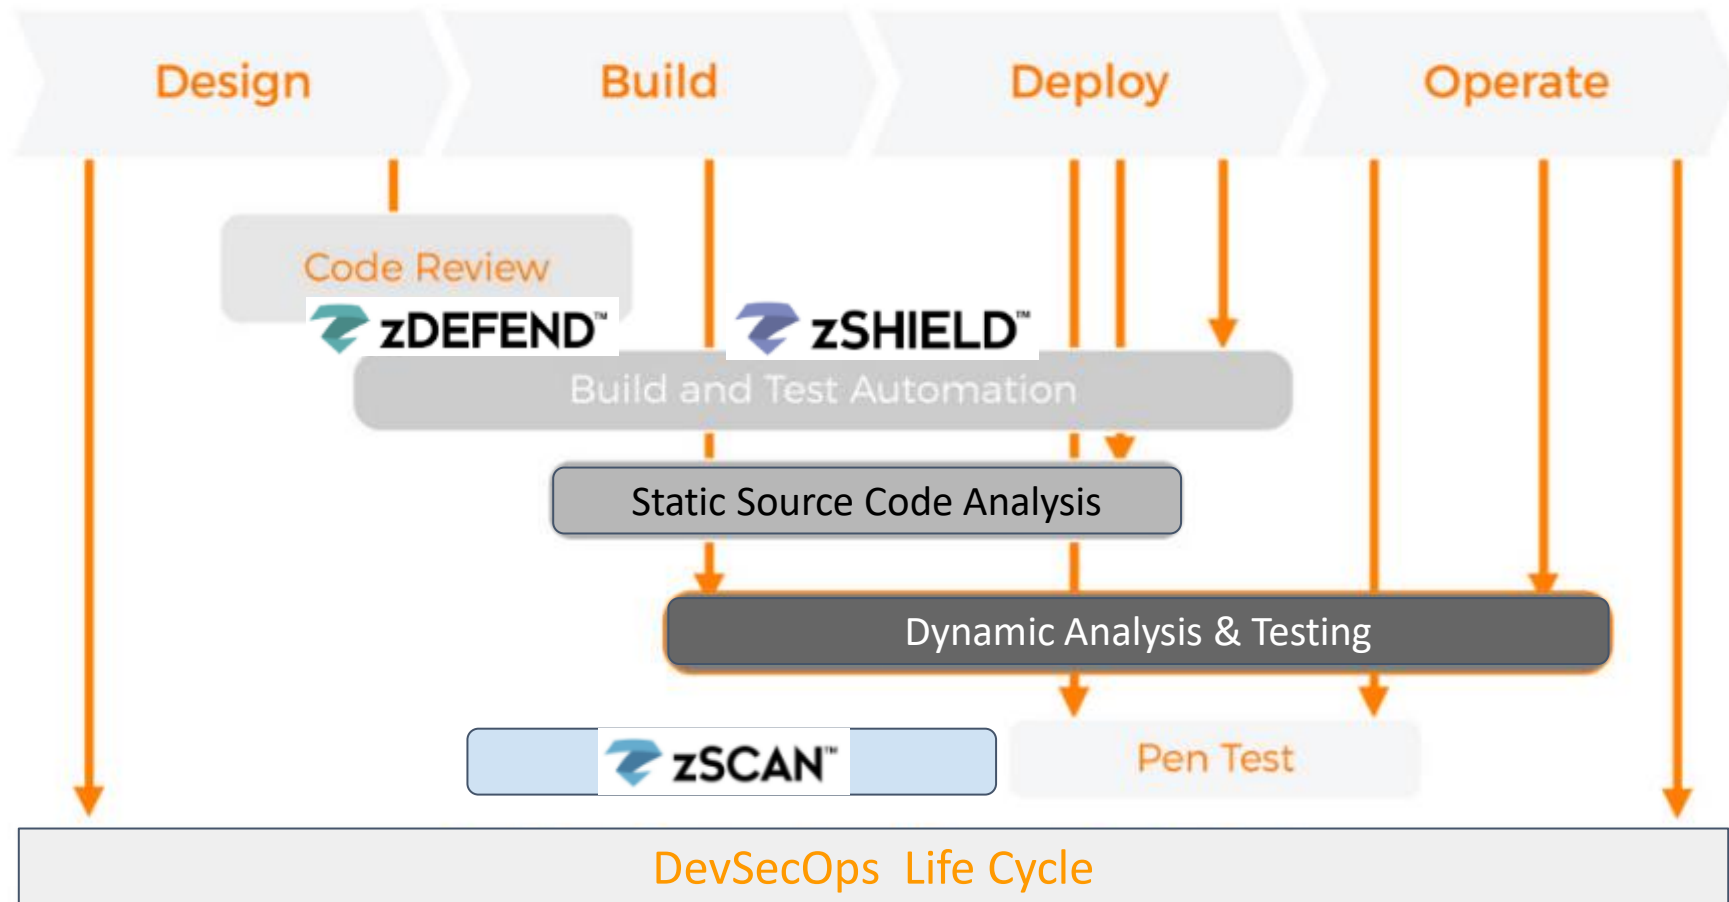 Design Build Deploy Operate
Code Review
zDEFEND™ zSHIELD™
Build and Test Automation
Static Source Code Analysis
Dynamic Analysis & Testing
zSCAN™ Pen Test
DevSecOps Life Cycle